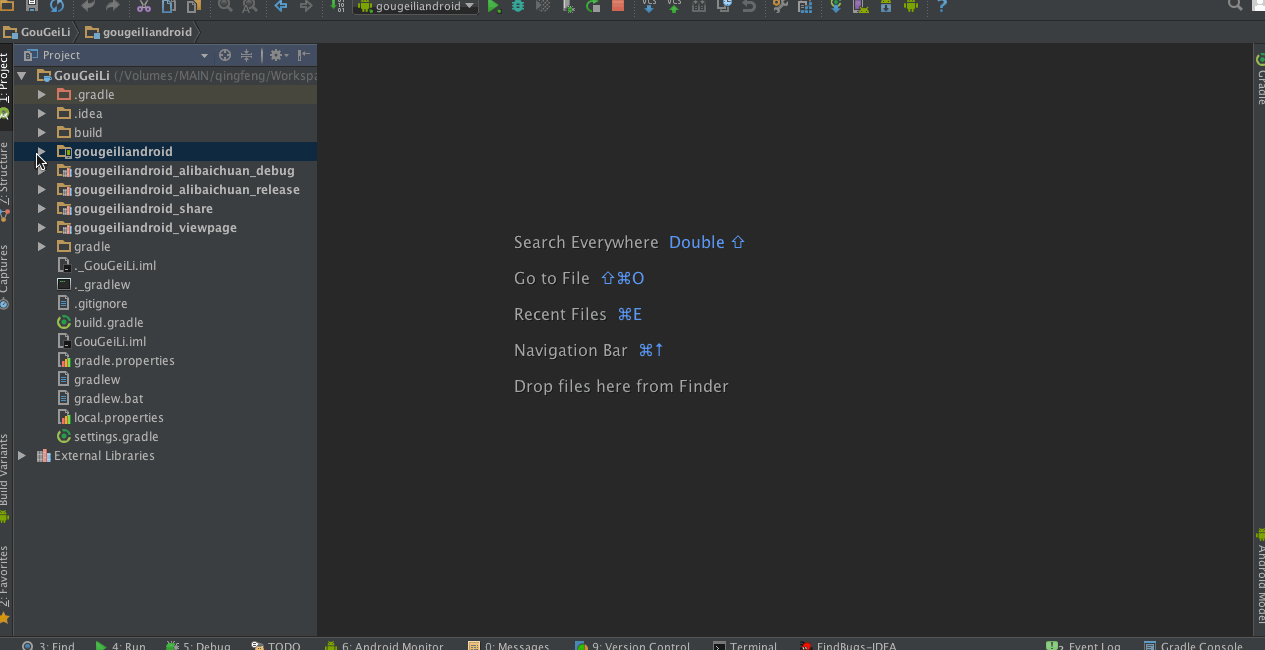 gougeiliandroid
GouGeiLi
gougeiliandroid
Project
GouGeiLi (/Volumes/MAIN/qingfeng/Workspa
.gradle
.idea
build
gougeiliandroid
gougeiliandroid_alibaichuan_debug
gougeiliandroid_alibaichuan_release
gougeiliandroid_share
gougeiliandroid_viewpage
gradle
._GouGeiLi.iml
._gradlew
.gitignore
build.gradle
GouGeiLi.iml
gradle.properties
gradlew
gradlew.bat
local.properties
settings.gradle
External Libraries
1: Project
Z: Structure
Captures
Build Variants
2: Favorites
Search Everywhere Double ⇧
Go to File ⇧⌘O
Recent Files ⌘E
Navigation Bar ⌘↑
Drop files here from Finder
Gradle
Android Model
3: Find
4: Run
5: Debug
TODO
6: Android Monitor
0: Messages
9: Version Control
Terminal
FindBugs-IDEA
Event Log
Gradle Console